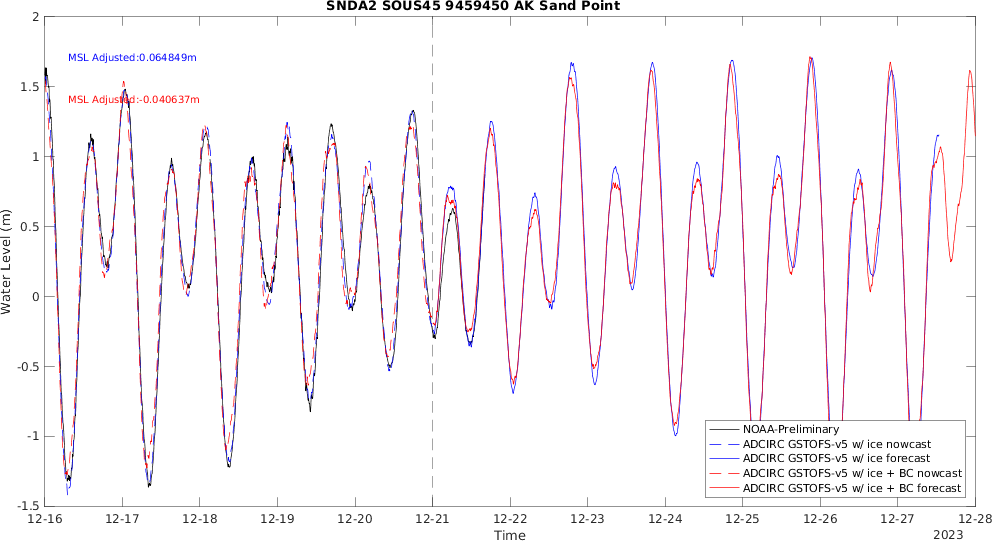 SNDA2 SOUS45 9459450 AK Sand Point
MSL Adjusted:0.064849m
MSL Adjusted:-0.040637m
Water Level (m)
2
1.5
1
0.5
0
-0.5
-1
-1.5
NOAA-Preliminary
ADCIRC GSTOFS-v5 w/ ice nowcast
ADCIRC GSTOFS-v5 w/ ice forecast
ADCIRC GSTOFS-v5 w/ ice + BC nowcast
ADCIRC GSTOFS-v5 w/ ice + BC forecast
12-16 12-17 12-18 12-19 12-20 12-21 12-22 12-23 12-24 12-25 12-26 12-27 12-28
Time
2023